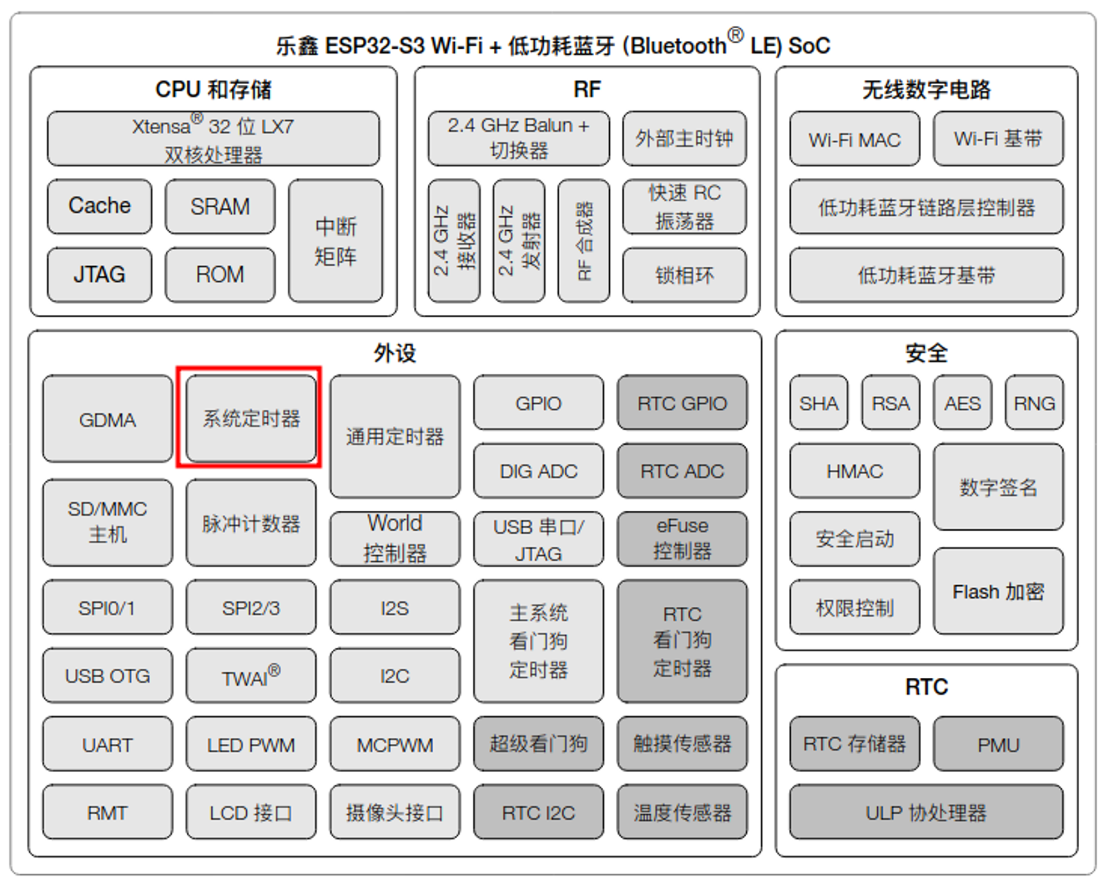 乐鑫 ESP32-S3 Wi-Fi + 低功耗蓝牙 (Bluetooth® LE) SoC
CPU 和存储
Xtensa® 32 位 LX7
双核处理器
Cache
SRAM
中断
矩阵
JTAG
ROM
RF
2.4 GHz Balun +
切换器
外部主时钟
2.4 GHz
接收器
2.4 GHz
发射器
RF 合成器
快速 RC
振荡器
锁相环
无线数字电路
Wi-Fi MAC
Wi-Fi 基带
低功耗蓝牙链路层控制器
低功耗蓝牙基带
外设
GDMA
系统定时器
通用定时器
GPIO
RTC GPIO
DIG ADC
RTC ADC
SD/MMC
主机
脉冲计数器
World
控制器
USB 串口/
JTAG
eFuse
控制器
SPI0/1
SPI2/3
I2S
主系统
看门狗
定时器
RTC
看门狗
定时器
USB OTG
TWAI®
I2C
UART
LED PWM
MCPWM
超级看门狗
触摸传感器
RMT
LCD 接口
摄像头接口
RTC I2C
温度传感器
安全
SHA
RSA
AES
RNG
HMAC
数字签名
安全启动
Flash 加密
权限控制
RTC
RTC 存储器
PMU
ULP 协处理器